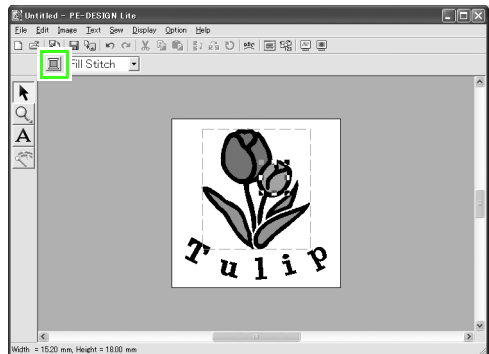 Untitled - PE-DESIGN Lite
File Edit Image Text Sew Display Option Help
Fill Stitch
A
Tulip
Width = 15.20 mm, Height = 18.00 mm